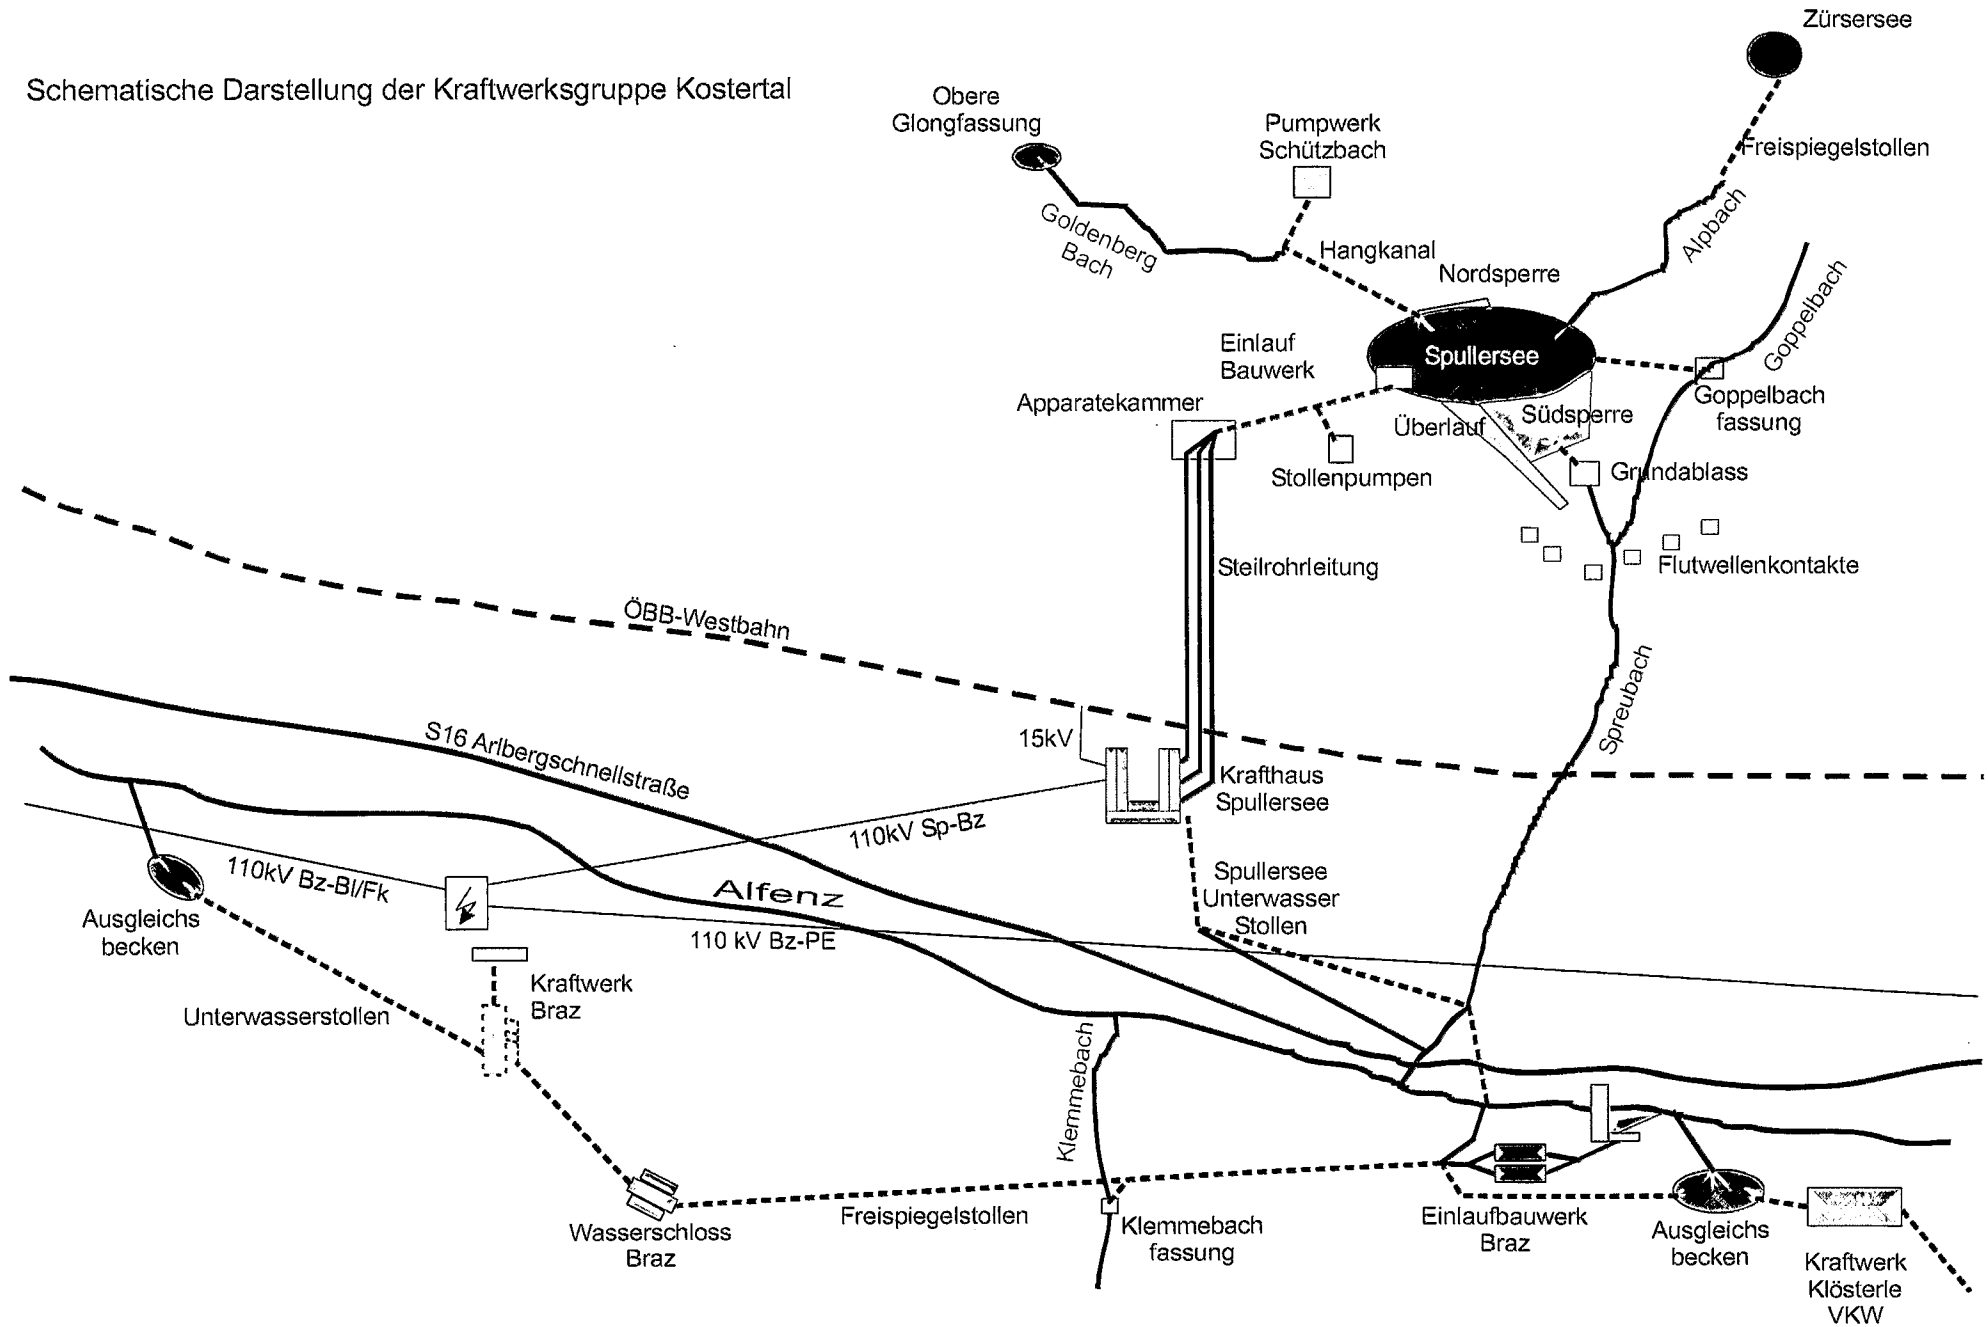 Zürsersee
Schematische Darstellung der Kraftwerksgruppe Kostertal
Obere
Glongfassung
Pumpwerk
Schützbach
Freispiegelstollen
Goldenberg
Bach
Hangkanal
Alpbach
Nordsperre
Goppelbach
Einlauf
Bauwerk
Spullersee
Apparatekammer
Überlauf
Südsperre
Goppelbach
fassung
Stollenpumpen
Grundablass
Steilrohrleitung
Flutwellenkontakte
ÖBB-Westbahn
Spreubach
S16 Arlbergschnellstraße
15kV
Krafthaus
Spullersee
110kV Sp-Bz
110kV Bz-Bl/Fk
Alfenz
Spullersee
Unterwasser
Stollen
Ausgleichs
becken
110 kV Bz-PE
Kraftwerk
Braz
Unterwasserstollen
Klemmebach
Wasserschloss
Braz
Freispiegelstollen
Klemmebach
fassung
Einlaufbauwerk
Braz
Ausgleichs
becken
Kraftwerk
Klösterle
VKW